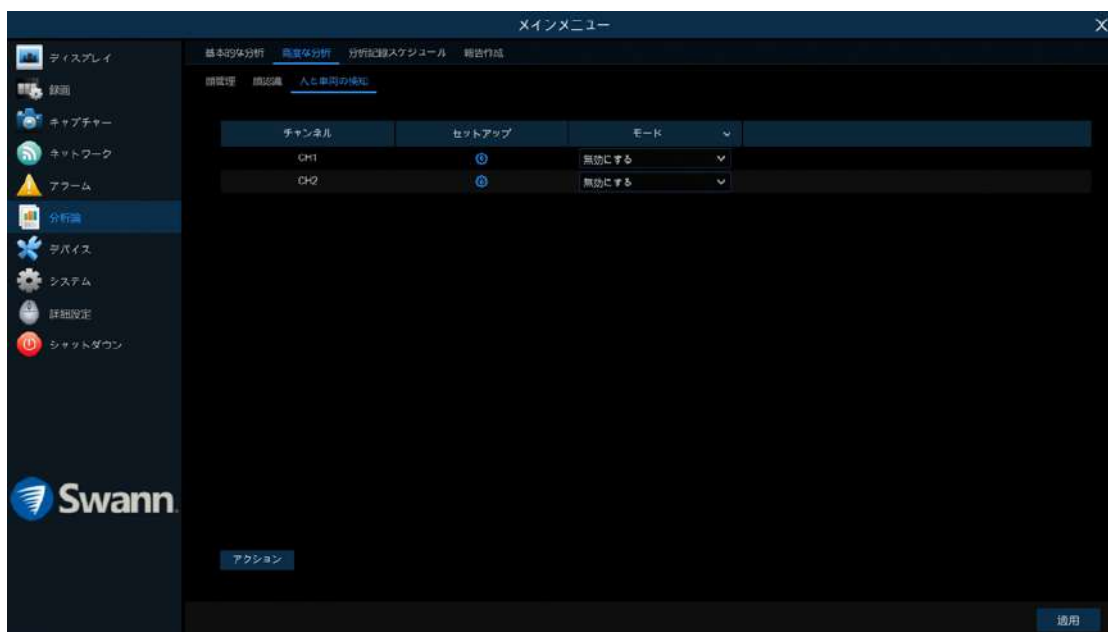 メインメニュー X
ディスプレイ
録画
キャプチャー
ネットワーク
アラーム
分析論
デバイス
システム
詳細設定
シャットダウン
Swann
基本的な分析 高度な分析 分析記録スケジュール 報告作成
顔管理 顔認識 人と車両の検知
チャンネル セットアップ モード
CH1 無効にする
CH2 無効にする
アクション
適用